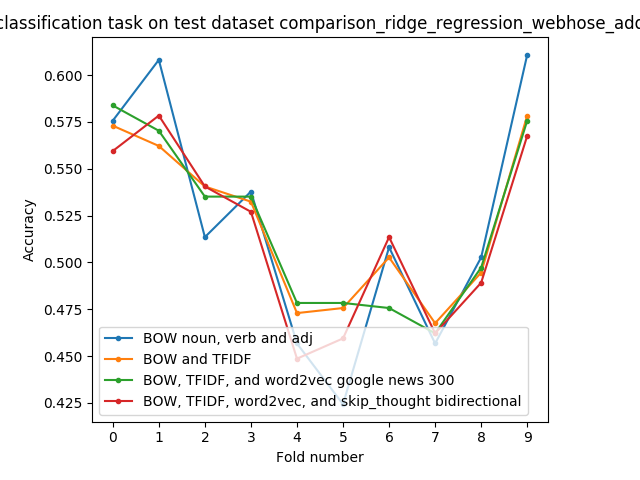 classification task on test dataset comparison_ridge_regression_webhose_add
0.600
0.575
0.550
0.525
0.500
0.475
0.450
0.425
Accuracy
BOW noun, verb and adj
BOW and TFIDF
BOW, TFIDF, and word2vec google news 300
BOW, TFIDF, word2vec, and skip_thought bidirectional
0 1 2 3 4 5 6 7 8 9
Fold number